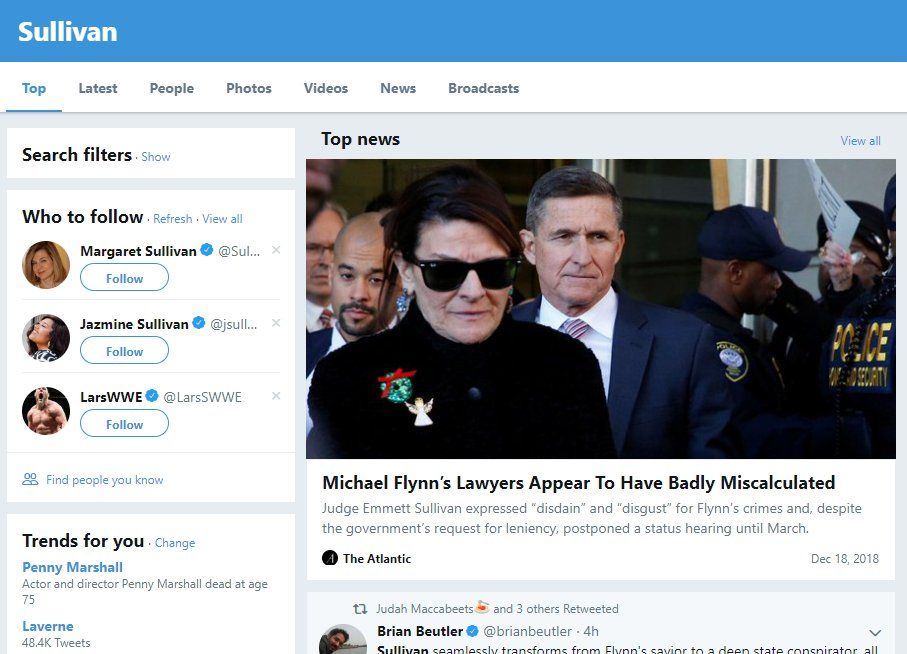 Sullivan
Top Latest People Photos Videos News Broadcasts
Search filters · Show
Who to follow · Refresh · View all
Margaret Sullivan @Sul...
Follow
Jazmine Sullivan @jsull...
Follow
LarsWWE @LarsSWWE
Follow
Find people you know
Trends for you · Change
Penny Marshall
Actor and director Penny Marshall dead at age
75
Laverne
48.4K Tweets
Top news View all
POLICE
POLICE
SECURITY
Michael Flynn’s Lawyers Appear To Have Badly Miscalculated
Judge Emmett Sullivan expressed “disdain” and “disgust” for Flynn’s crimes and, despite
the government’s request for leniency, postponed a status hearing until March.
The Atlantic Dec 18, 2018
Judah Maccabeets and 3 others Retweeted
Brian Beutler @brianbeutler · 4h
Sullivan seamlessly transforms from Flynn's savior to a deep state conspirator, all